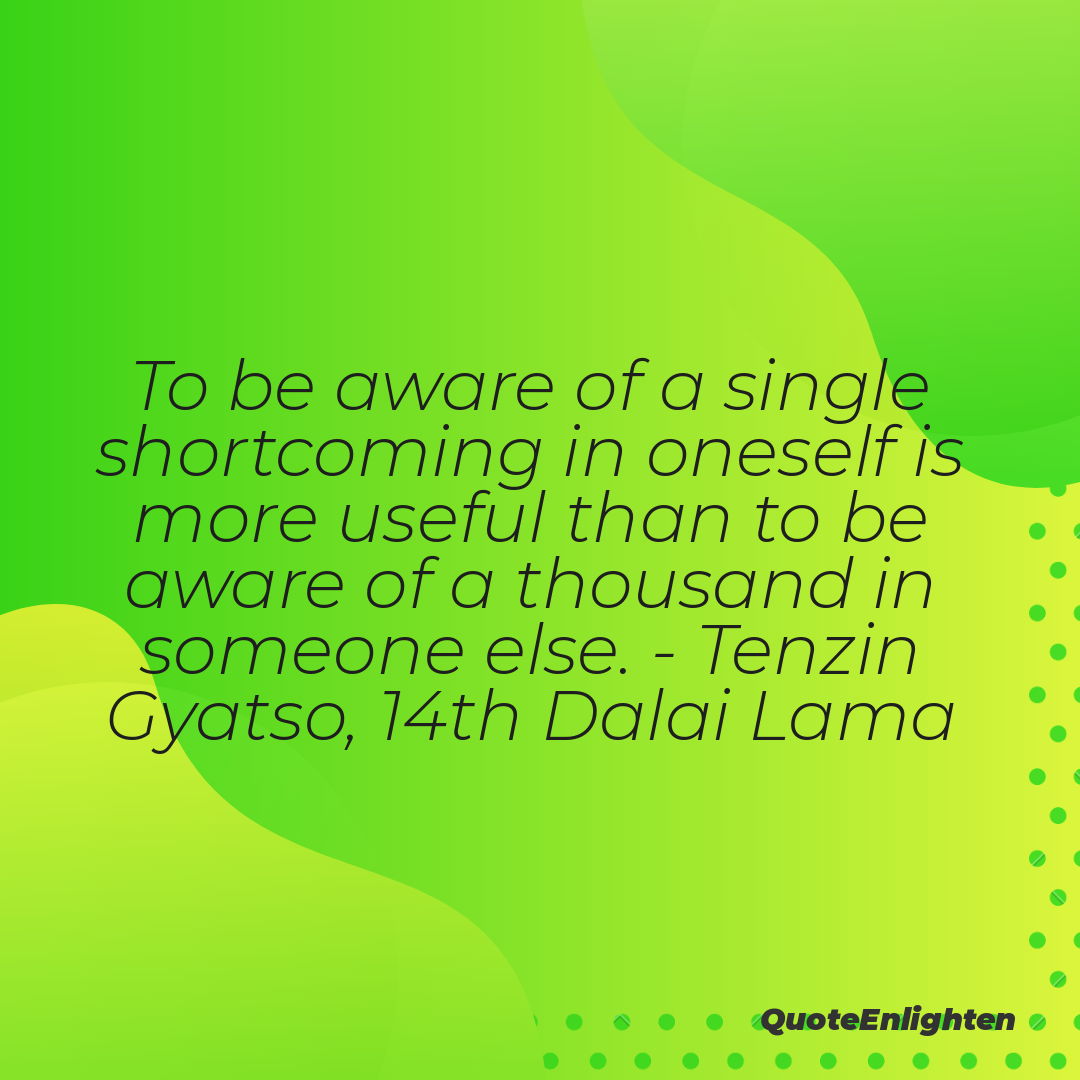 To be aware of a single
shortcoming in oneself is
more useful than to be
aware of a thousand in
someone else. - Tenzin
Gyatso, 14th Dalai Lama
QuoteEnlighten